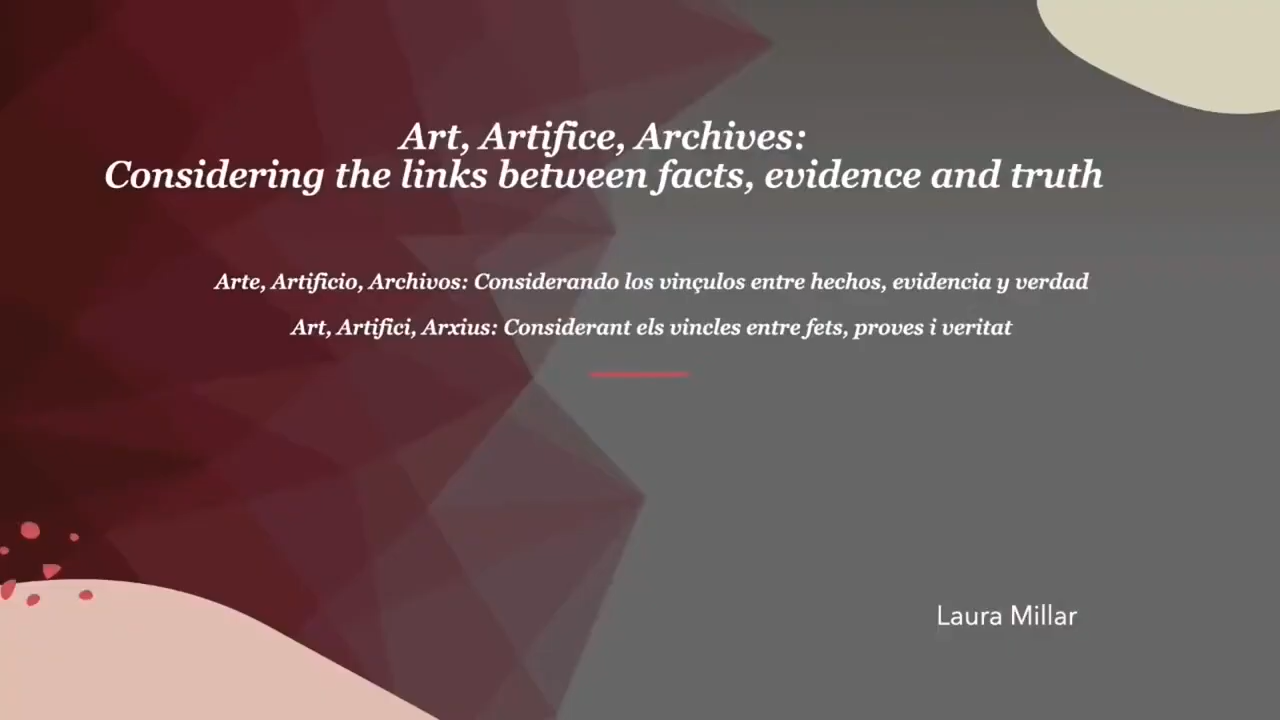 Art, Artifice, Archives:
Considering the links between facts, evidence and truth
Arte, Artificio, Archivos: Considerando los vinçulos entre hechos, evidencia y verdad
Art, Artifici, Arxius: Considerant els vincles entre fets, proves i veritat
Laura Millar